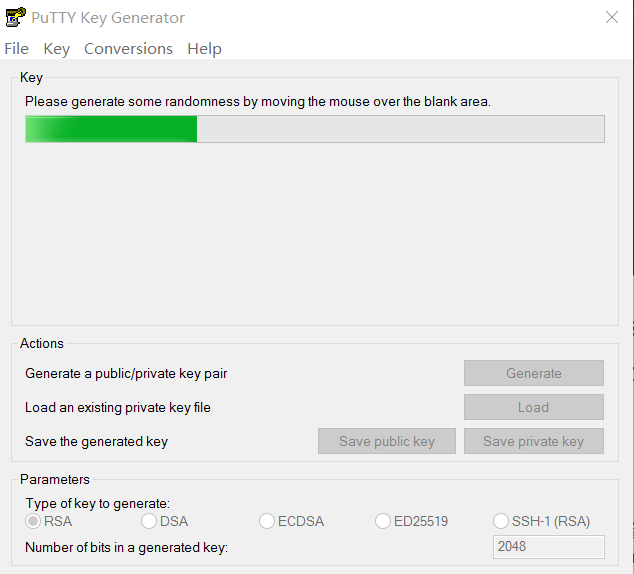 PuTTY Key Generator
File Key Conversions Help
Key
Please generate some randomness by moving the mouse over the blank area.
Actions
Generate a public/private key pair
Generate
Load an existing private key file
Load
Save the generated key
Save public key
Save private key
Parameters
Type of key to generate:
RSA DSA ECDSA ED25519 SSH-1 (RSA)
Number of bits in a generated key:
2048